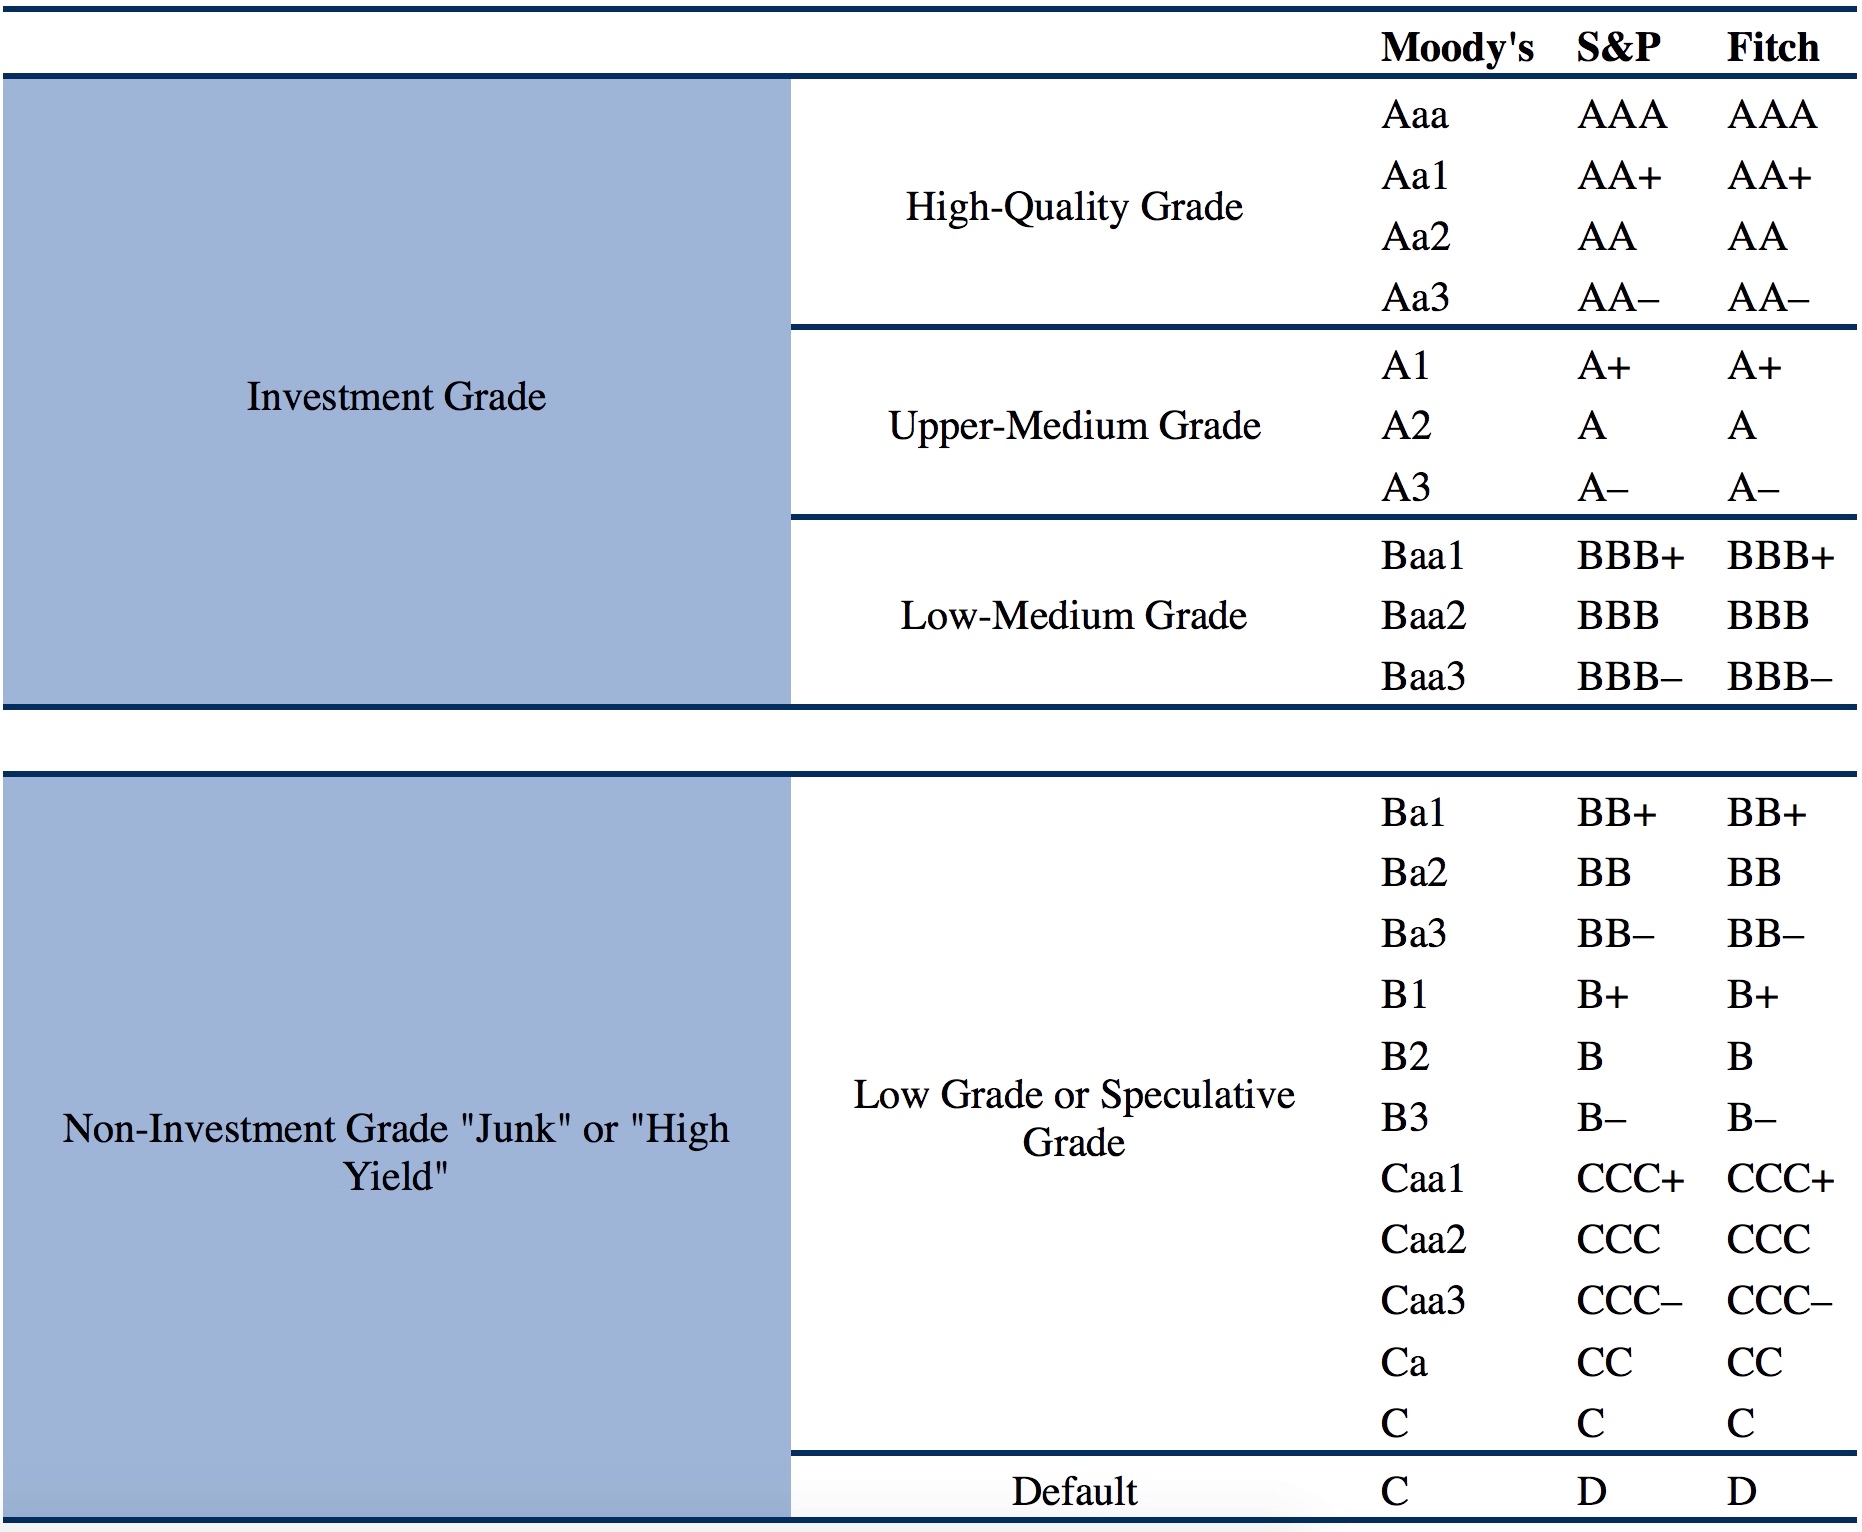 Moody's S&P Fitch
Investment Grade
High-Quality Grade
Aaa AAA AAA
Aa1 AA+ AA+
Aa2 AA AA
Aa3 AA– AA–
Upper-Medium Grade
A1 A+ A+
A2 A A
A3 A– A–
Low-Medium Grade
Baa1 BBB+ BBB+
Baa2 BBB BBB
Baa3 BBB– BBB–
Non-Investment Grade "Junk" or "High
Yield"
Low Grade or Speculative
Grade
Ba1 BB+ BB+
Ba2 BB BB
Ba3 BB– BB–
B1 B+ B+
B2 B B
B3 B– B–
Caa1 CCC+ CCC+
Caa2 CCC CCC
Caa3 CCC– CCC–
Ca CC CC
C C C
Default C D D